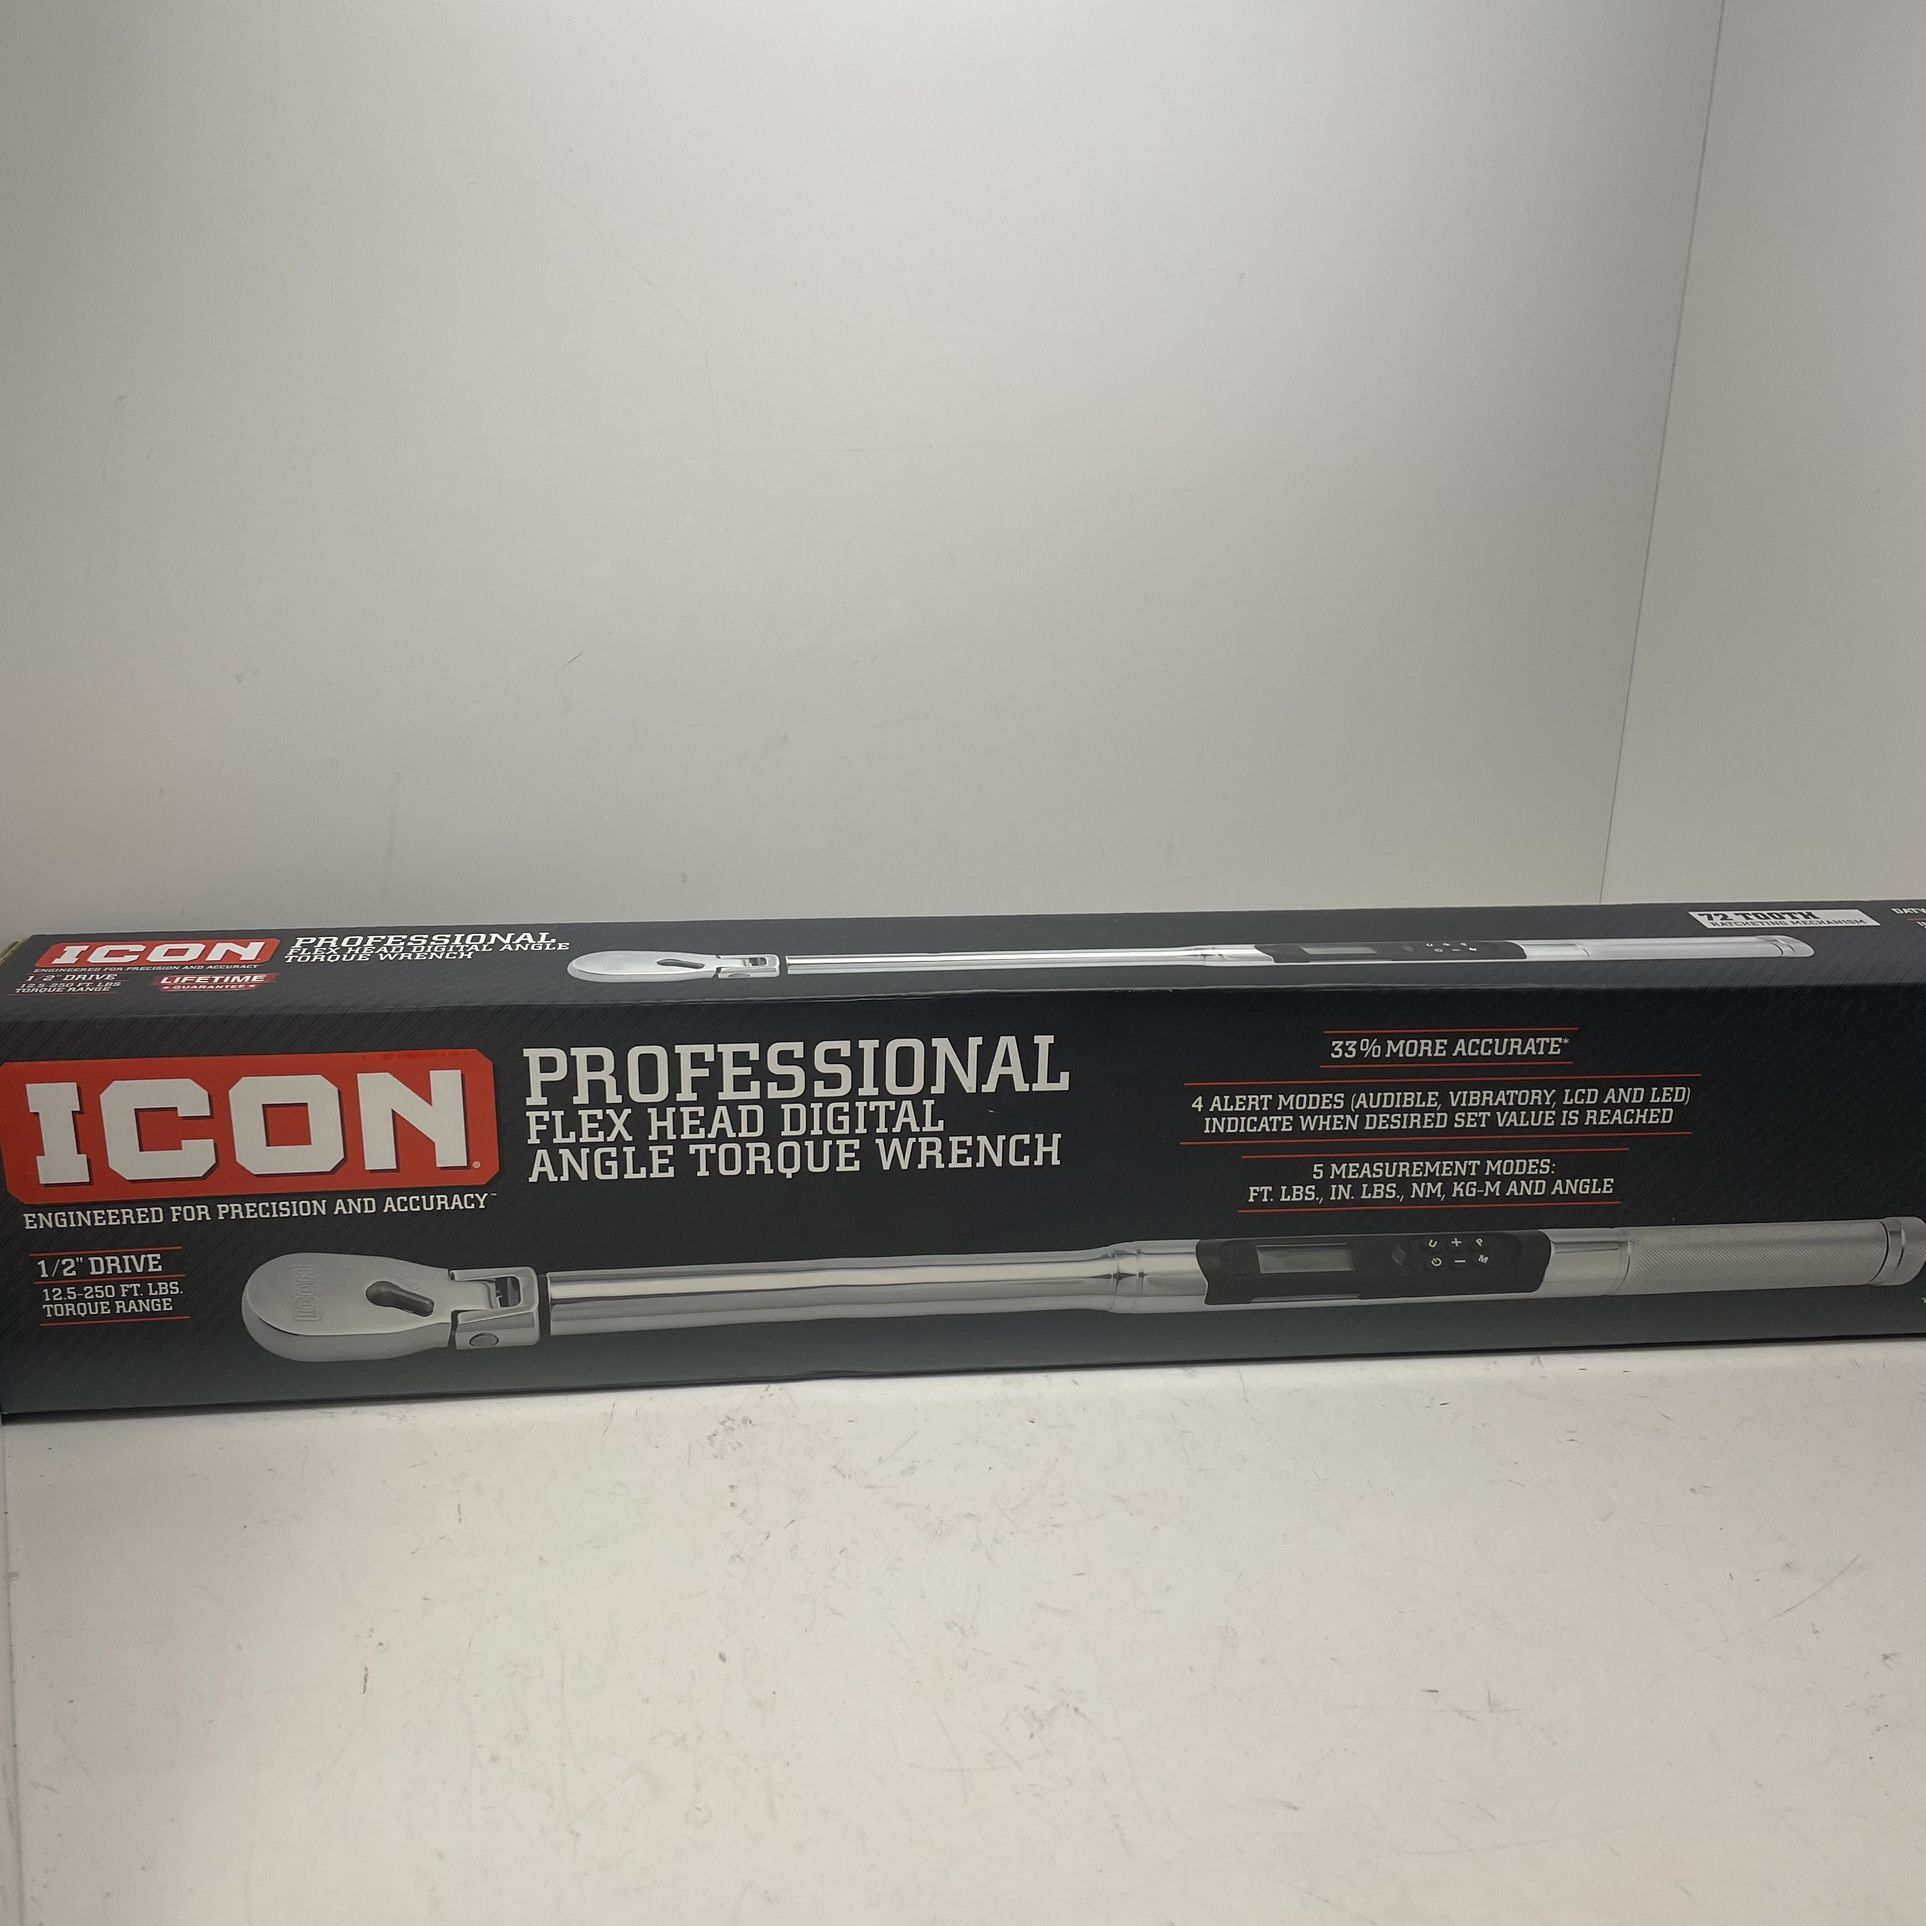 ICON
PROFESSIONAL
FLEX HEAD DIGITAL ANGLE
TORQUE WRENCH
ENGINEERED FOR PRECISION AND ACCURACY
1/2" DRIVE
12.5-250 FT. LBS.
TORQUE RANGE
LIFETIME
GUARANTEE
72 TOOTH
RATCHETING MECHANISM
ICON
ENGINEERED FOR PRECISION AND ACCURACY™
PROFESSIONAL
FLEX HEAD DIGITAL
ANGLE TORQUE WRENCH
33% MORE ACCURATE*
4 ALERT MODES (AUDIBLE, VIBRATORY, LCD AND LED)
INDICATE WHEN DESIRED SET VALUE IS REACHED
5 MEASUREMENT MODES:
FT. LBS., IN. LBS., NM, KG-M AND ANGLE
1/2" DRIVE
12.5-250 FT. LBS.
TORQUE RANGE
ICON
U + P
− M